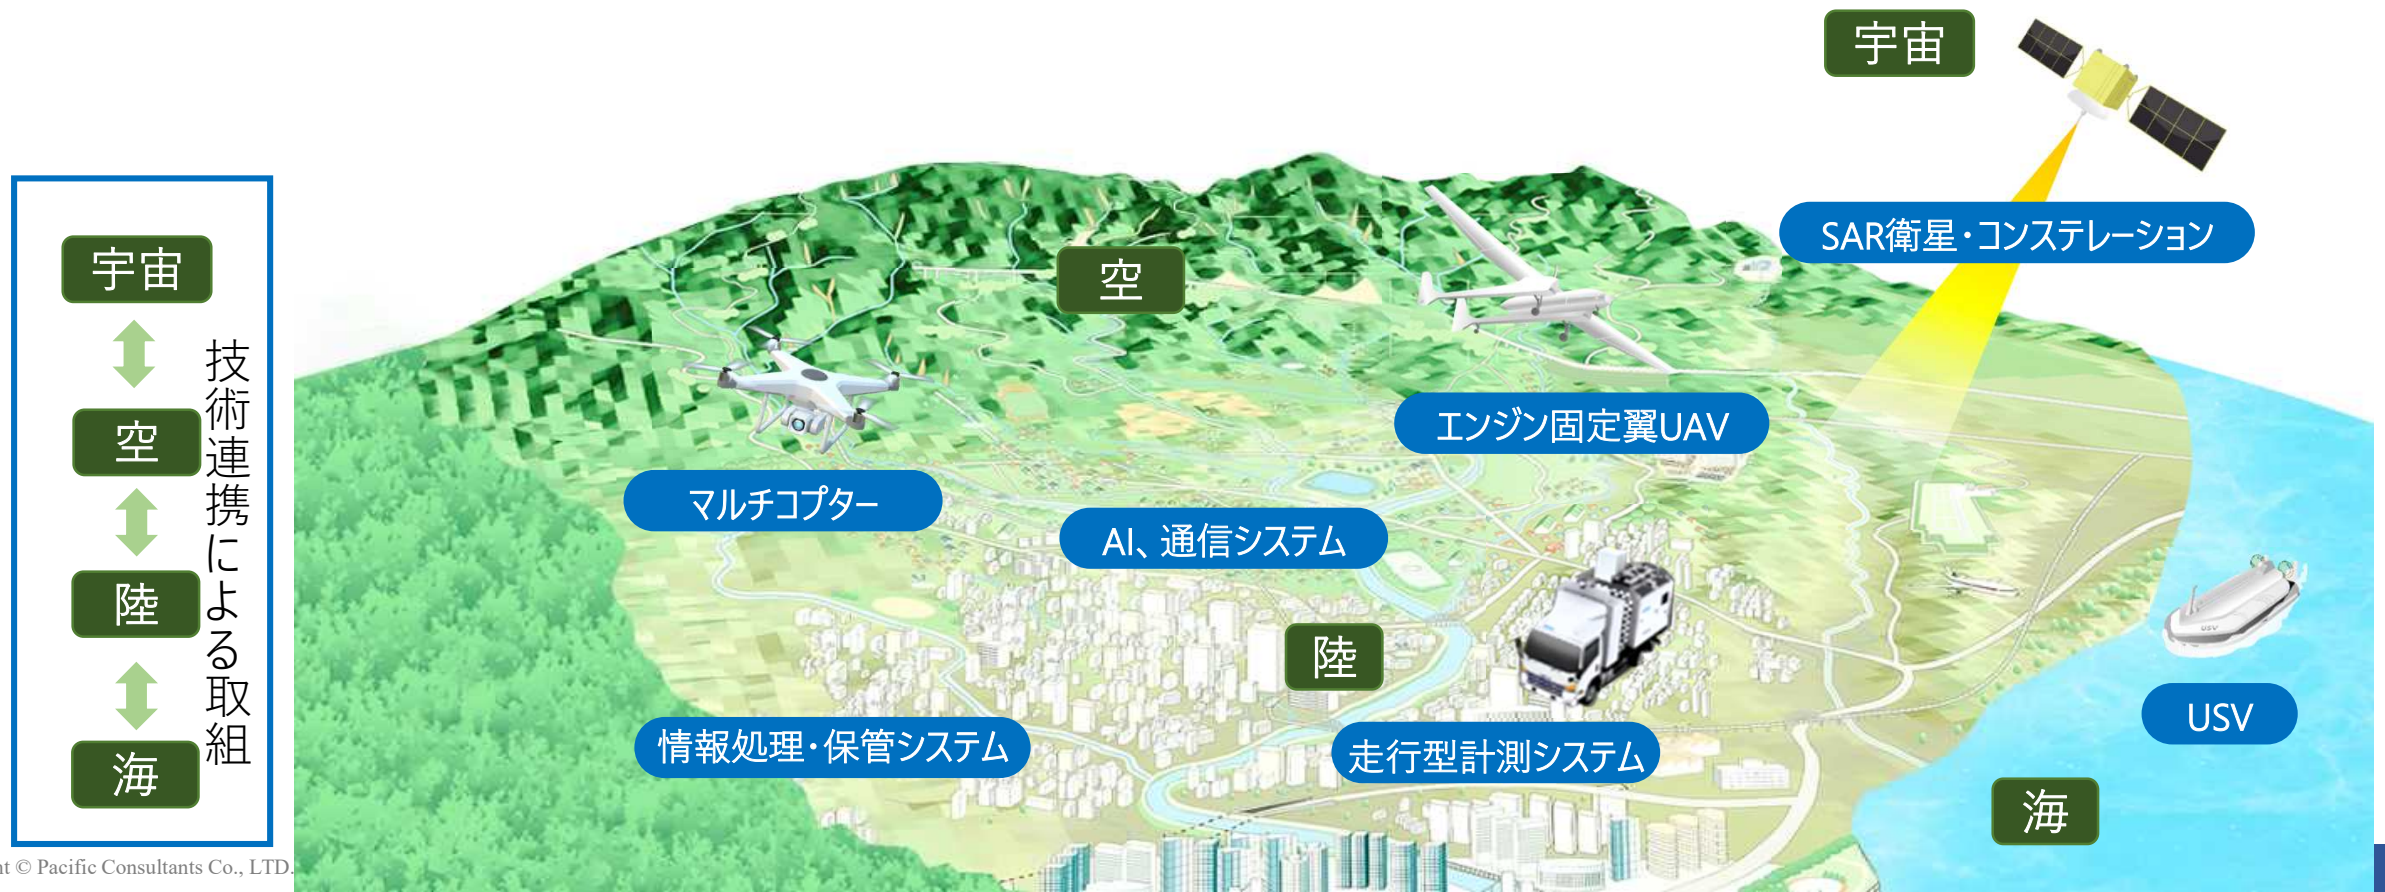 宇宙
空
陸
海
技術連携による取組
宇宙
SAR衛星・コンステレーション
空
エンジン固定翼UAV
マルチコプター
AI、通信システム
陸
USV
USV
情報処理・保管システム
走行型計測システム
海
© Pacific Consultants Co., LTD.